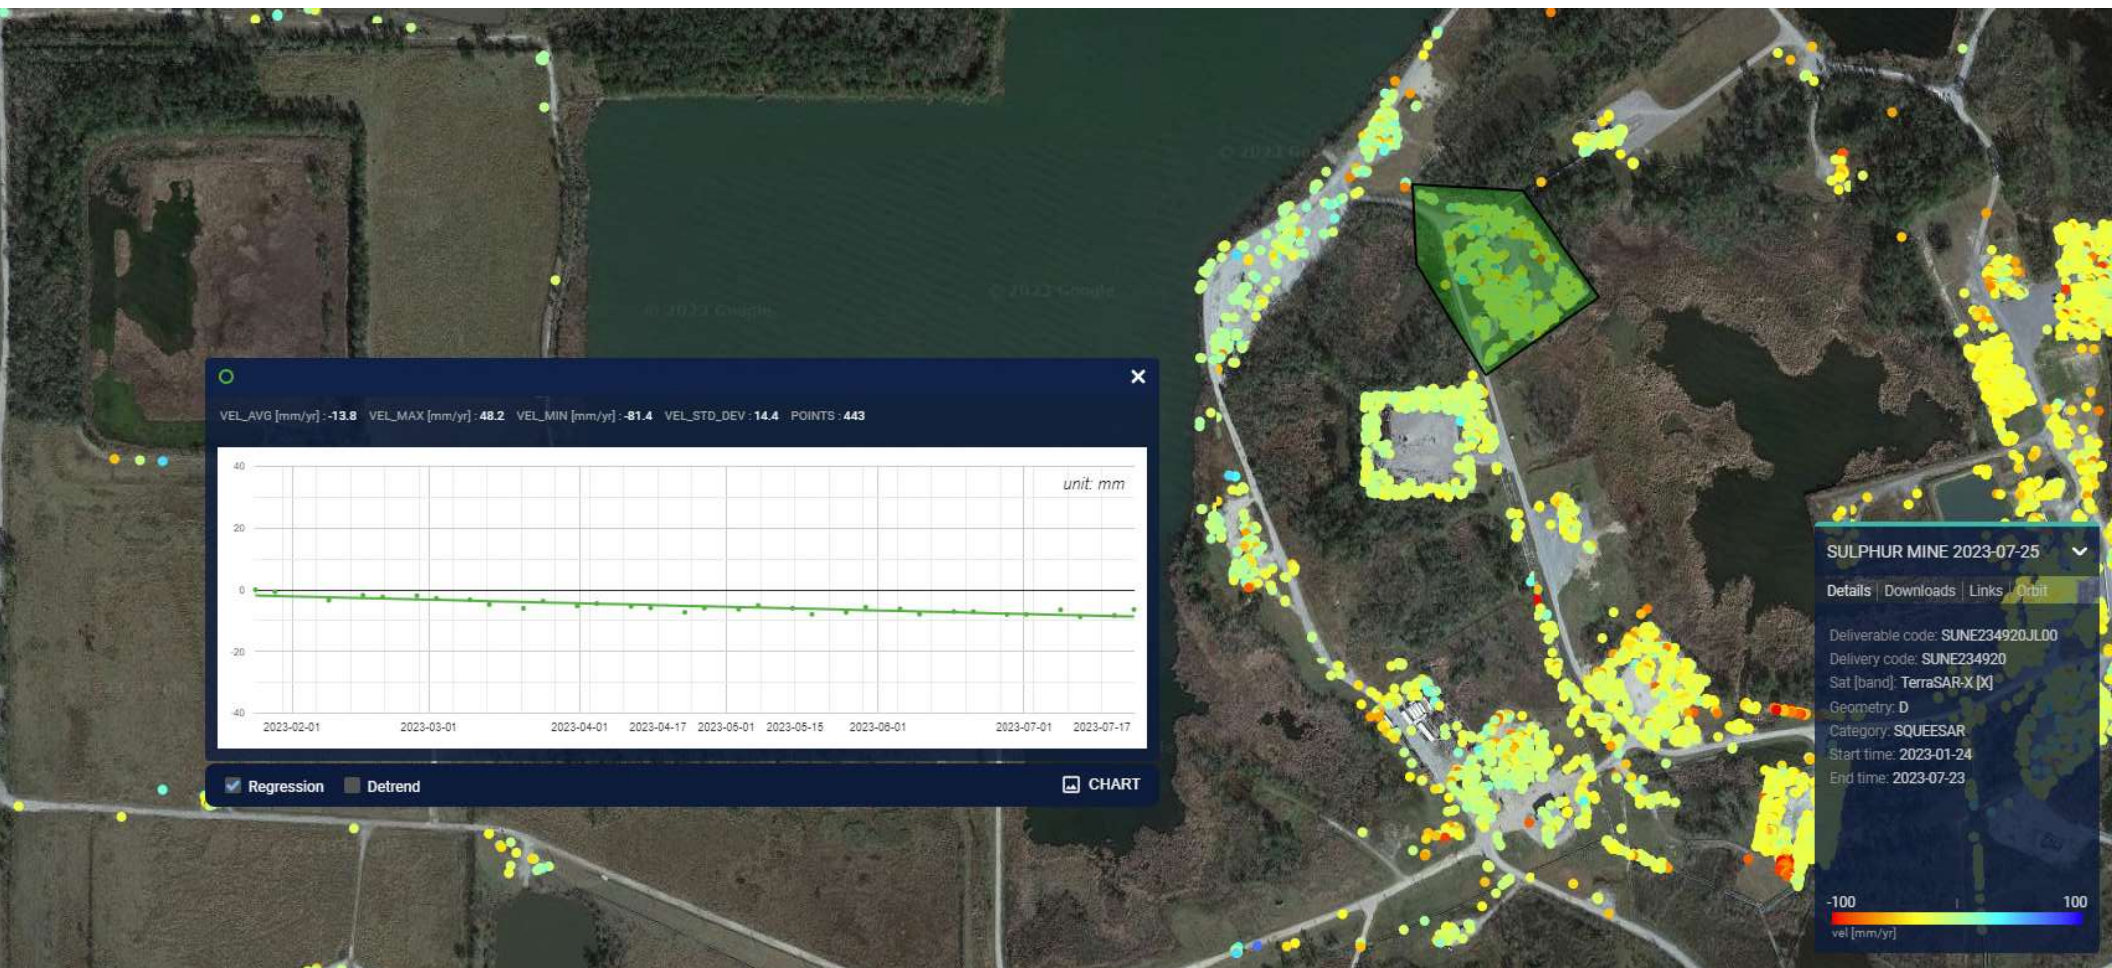 © 2023 Google
© 2023 Google
VEL_AVG [mm/yr] : -13.8 VEL_MAX [mm/yr] : 48.2 VEL_MIN [mm/yr] : -81.4 VEL_STD_DEV : 14.4 POINTS : 443
unit: mm
40
20
0
-20
-40
2023-02-01 2023-03-01 2023-04-01 2023-04-17 2023-05-01 2023-05-15 2023-06-01 2023-07-01 2023-07-17
Regression Detrend CHART
SULPHUR MINE 2023-07-25
Details Downloads Links Orbit
Deliverable code: SUNE234920JL00
Delivery code: SUNE234920
Sat [band]: TerraSAR-X [X]
Geometry: D
Category: SQUEESAR
Start time: 2023-01-24
End time: 2023-07-23
-100 100
vel [mm/yr]